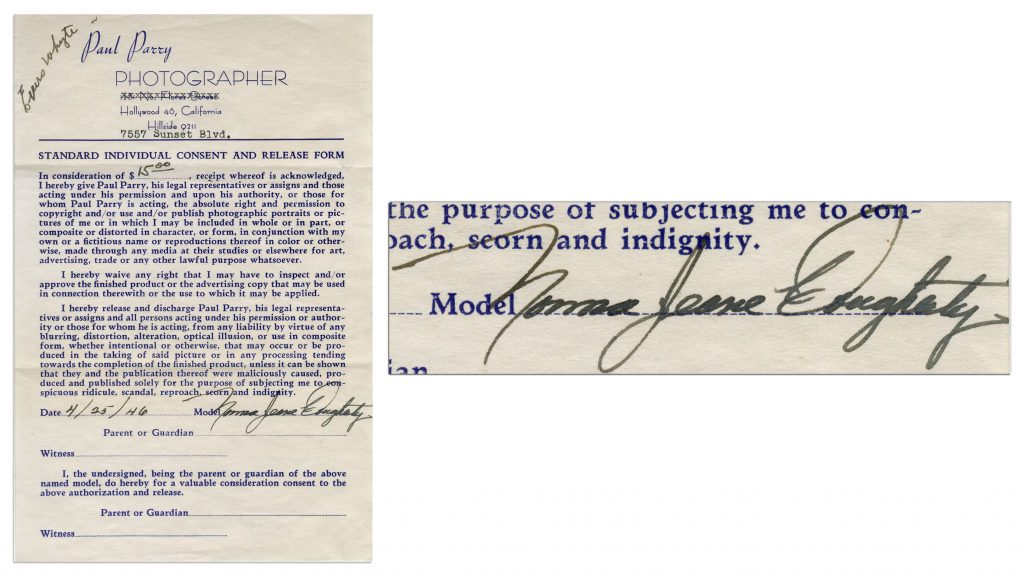 Paul Parry
PHOTOGRAPHER
Hollywood 46, California
Hillside 0211
7557 Sunset Blvd.
STANDARD INDIVIDUAL CONSENT AND RELEASE FORM
In consideration of $ 15.00, receipt whereof is acknowledged,
I hereby give Paul Parry, his legal representatives or assigns and those
acting under his permission and upon his authority, or those for
whom Paul Parry is acting, the absolute right and permission to
copyright and/or use and/or publish photographic portraits or pic-
tures of me or in which I may be included in whole or in part, or
composite or distorted in character, or form, in conjunction with my
own or a fictitious name or reproductions thereof in color or other-
wise, made through any media at their studios or elsewhere for art,
advertising, trade or any other lawful purpose whatsoever.
I hereby waive any right that I may have to inspect and/or
approve the finished product or the advertising copy that may be used
in connection therewith or the use to which it may be applied.
I hereby release and discharge Paul Parry, his legal representa-
tives or assigns and all persons acting under his permission or author-
ity or those for whom he is acting, from any liability by virtue of any
blurring, distortion, alteration, optical illusion, or use in composite
form, whether intentional or otherwise, that may occur or be pro-
duced in the taking of said picture or in any processing tending
towards the completion of the finished product, unless it can be shown
that they and the publication thereof were maliciously caused, pro-
duced and published solely for the purpose of subjecting me to con-
spicuous ridicule, scandal, reproach, scorn and indignity.
Date 4/25/46 Model Norma Jeane Dougherty
Parent or Guardian
Witness
I, the undersigned, being the parent or guardian of the above
named model, do hereby for a valuable consideration consent to the
above authorization and release.
Parent or Guardian
Witness
the purpose of subjecting me to con-
oach, scorn and indignity.
Model Norma Jeane Dougherty
ian